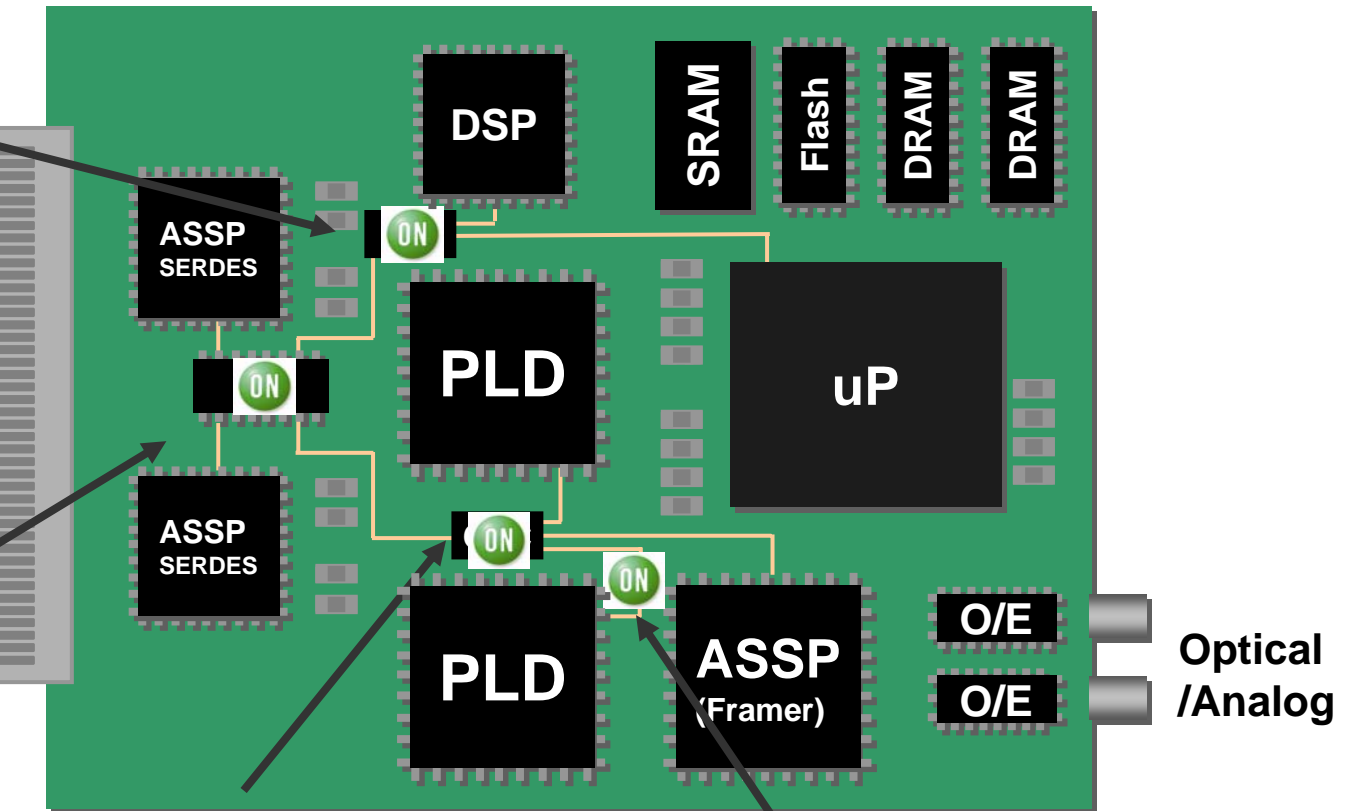 DSP
SRAM
Flash
DRAM
DRAM
ASSP
SERDES
ON
ON
PLD
uP
ASSP
SERDES
ON
ON
PLD
ASSP
(Framer)
O/E
O/E
Optical
/Analog